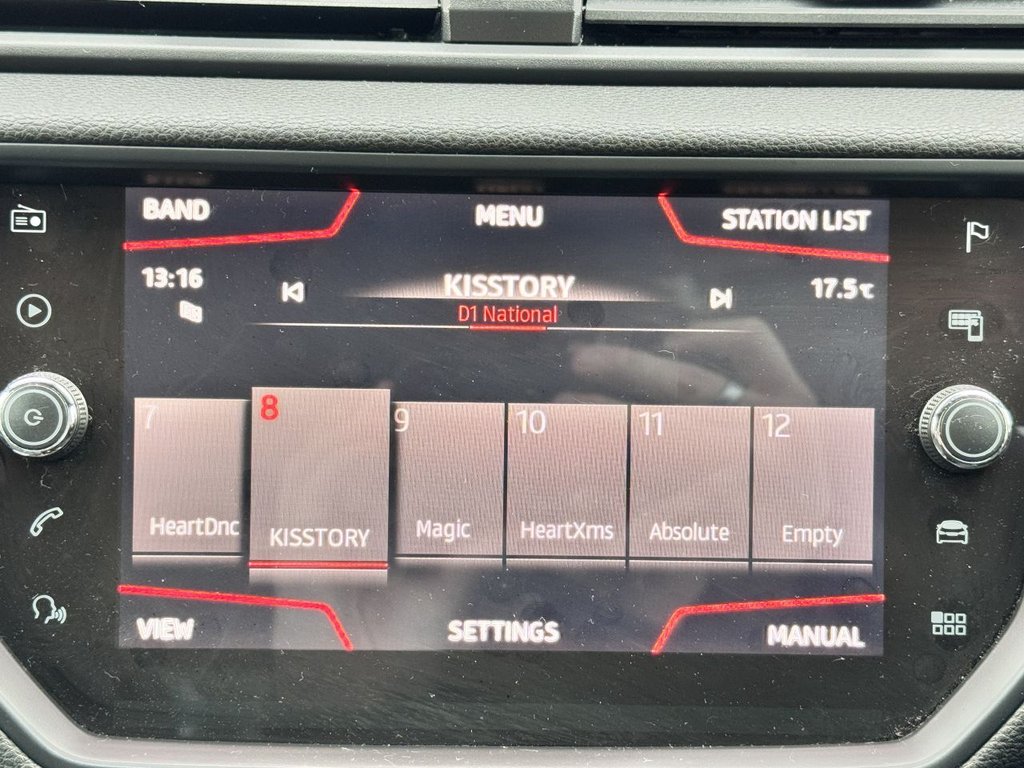 BAND
MENU
STATION LIST
13:16
KISSTORY
17.5°C
D1 National
7
8
9
10
11
12
HeartDnc
KISSTORY
Magic
HeartXms
Absolute
Empty
VIEW
SETTINGS
MANUAL